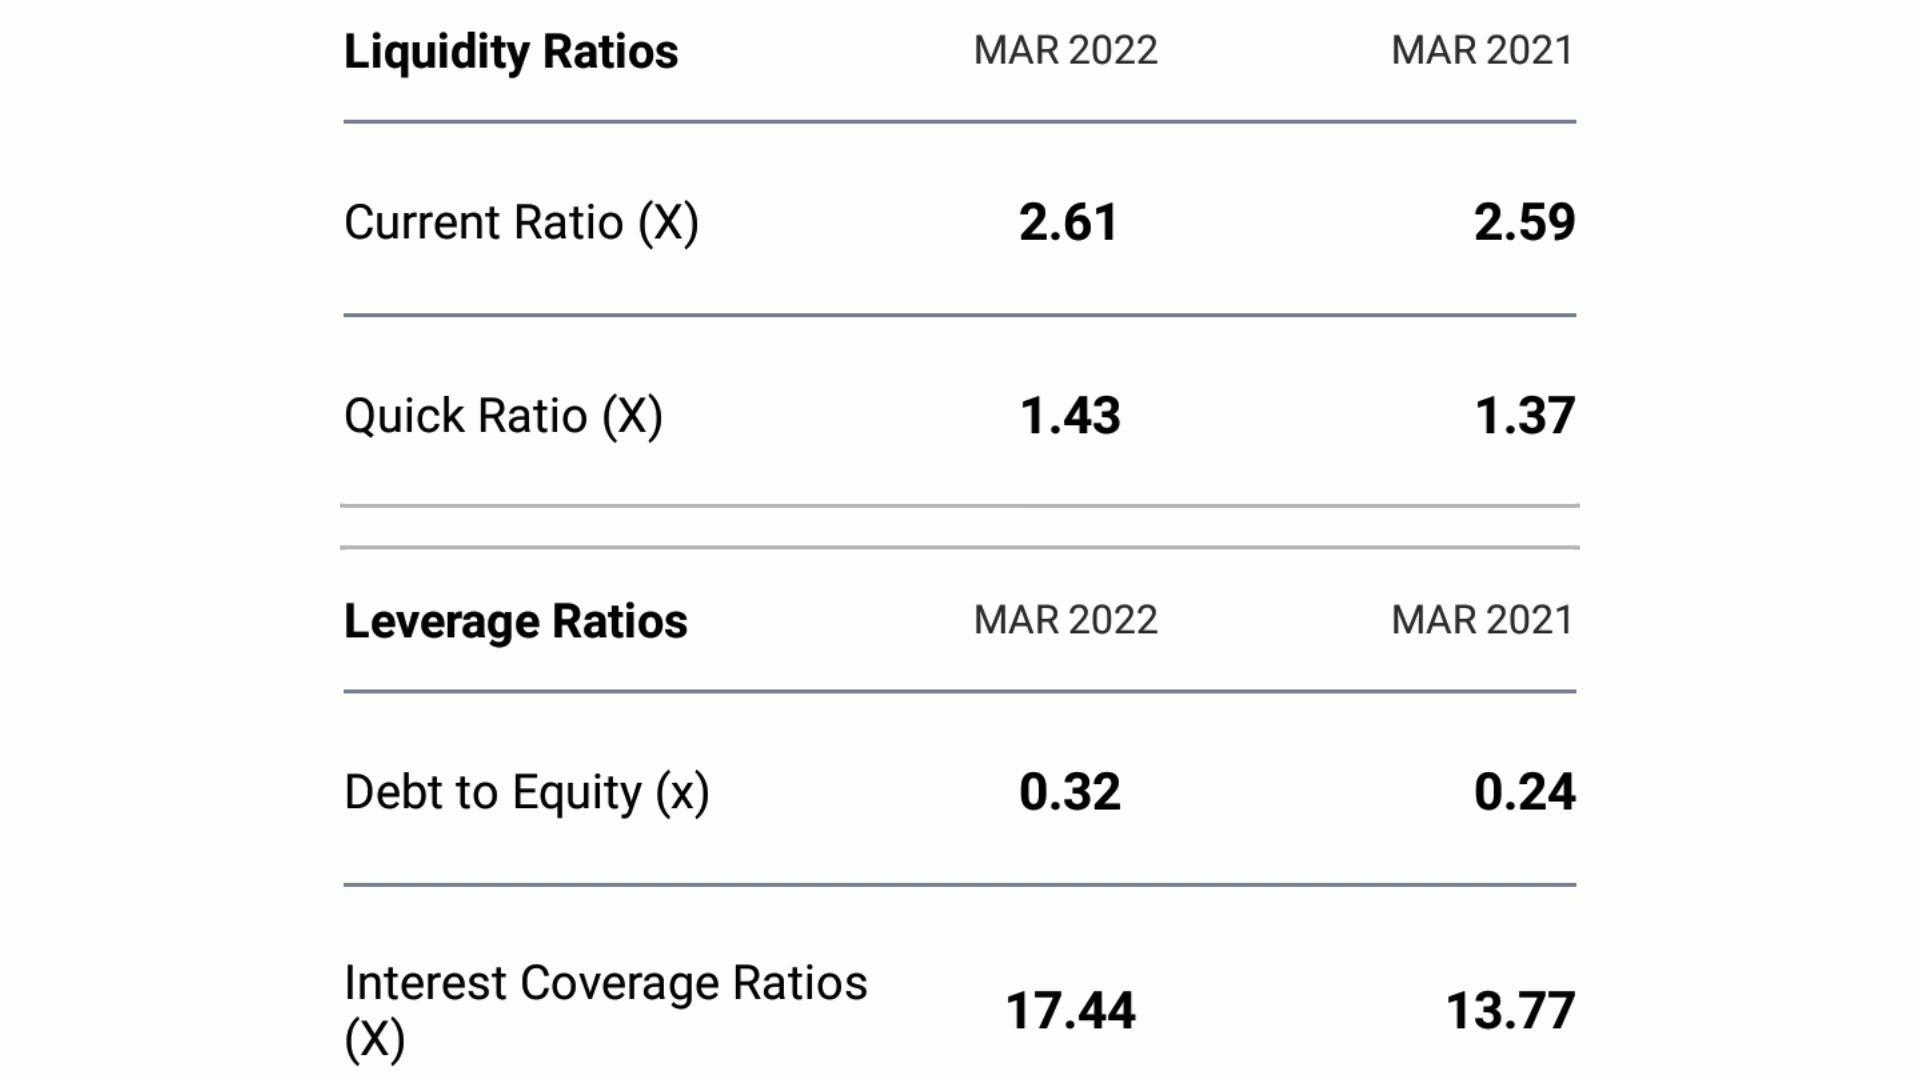 Liquidity Ratios MAR 2022 MAR 2021
Current Ratio (X) 2.61 2.59
Quick Ratio (X) 1.43 1.37
Leverage Ratios MAR 2022 MAR 2021
Debt to Equity (x) 0.32 0.24
Interest Coverage Ratios
(X) 17.44 13.77